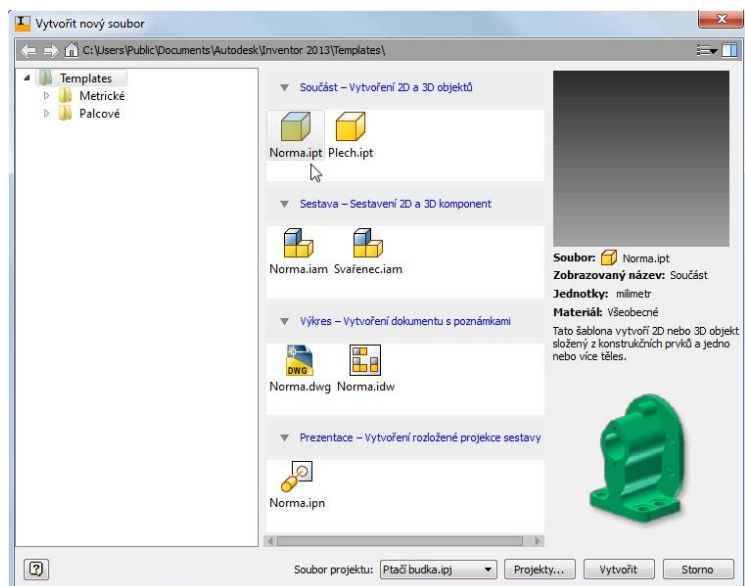 Vytvořit nový soubor
C:\Users\Public\Documents\Autodesk\Inventor 2013\Templates\
Templates
Metrické
Palcové
Součást – Vytvoření 2D a 3D objektů
Norma.ipt Plech.ipt
Sestava – Sestavení 2D a 3D komponent
Norma.iam Svařenec.iam
Výkres – Vytvoření dokumentu s poznámkami
DWG
Norma.dwg Norma.idw
Prezentace – Vytvoření rozložené projekce sestavy
Norma.ipn
Soubor: Norma.ipt
Zobrazovaný název: Součást
Jednotky: milimetr
Materiál: Všeobecné
Tato šablona vytvoří 2D nebo 3D objekt
složený z konstrukčních prvků a jedno
nebo více těles.
Soubor projektu: Ptačí budka.ipj Projekty... Vytvořit Storno